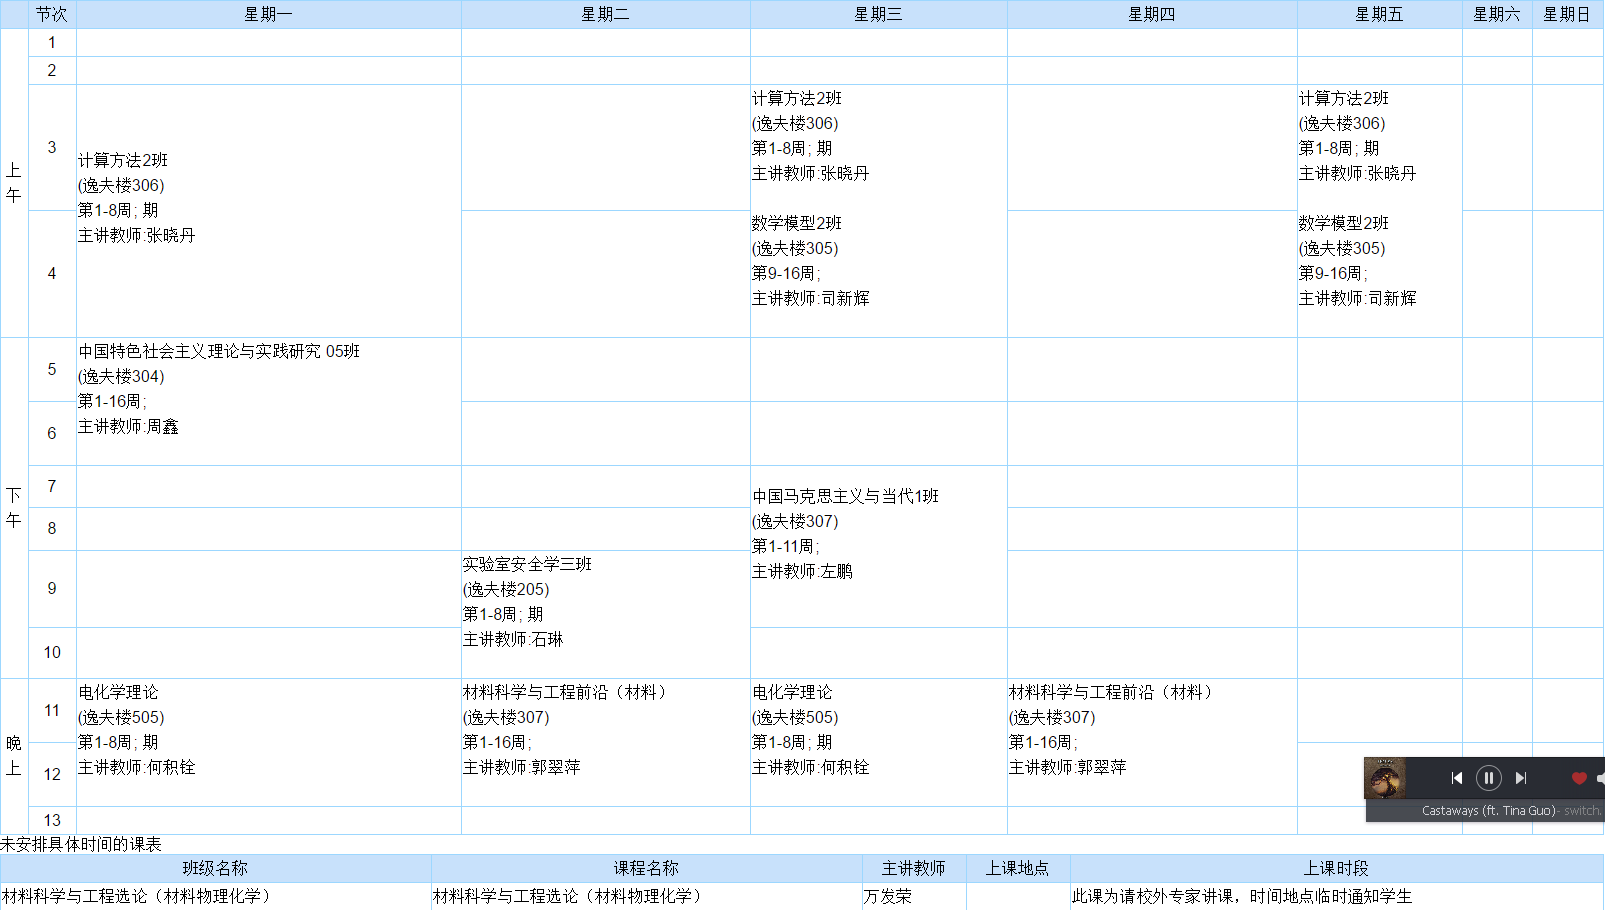 节次 星期一 星期二 星期三 星期四 星期五 星期六 星期日
上午
1
2
3
4
计算方法2班
(逸夫楼306)
第1-8周; 期
主讲教师:张晓丹
计算方法2班
(逸夫楼306)
第1-8周; 期
主讲教师:张晓丹
数学模型2班
(逸夫楼305)
第9-16周;
主讲教师:司新辉
计算方法2班
(逸夫楼306)
第1-8周; 期
主讲教师:张晓丹
数学模型2班
(逸夫楼305)
第9-16周;
主讲教师:司新辉
下午
5
6
7
8
9
10
中国特色社会主义理论与实践研究 05班
(逸夫楼304)
第1-16周;
主讲教师:周鑫
实验室安全学三班
(逸夫楼205)
第1-8周; 期
主讲教师:石琳
中国马克思主义与当代1班
(逸夫楼307)
第1-11周;
主讲教师:左鹏
晚上
11
12
13
电化学理论
(逸夫楼505)
第1-8周; 期
主讲教师:何积铨
材料科学与工程前沿（材料）
(逸夫楼307)
第1-16周;
主讲教师:郭翠萍
电化学理论
(逸夫楼505)
第1-8周; 期
主讲教师:何积铨
材料科学与工程前沿（材料）
(逸夫楼307)
第1-16周;
主讲教师:郭翠萍
Castaways (ft. Tina Guo)- switch.
未安排具体时间的课表
班级名称 课程名称 主讲教师 上课地点 上课时段
材料科学与工程选论（材料物理化学） 材料科学与工程选论（材料物理化学） 万发荣 此课为请校外专家讲课，时间地点临时通知学生